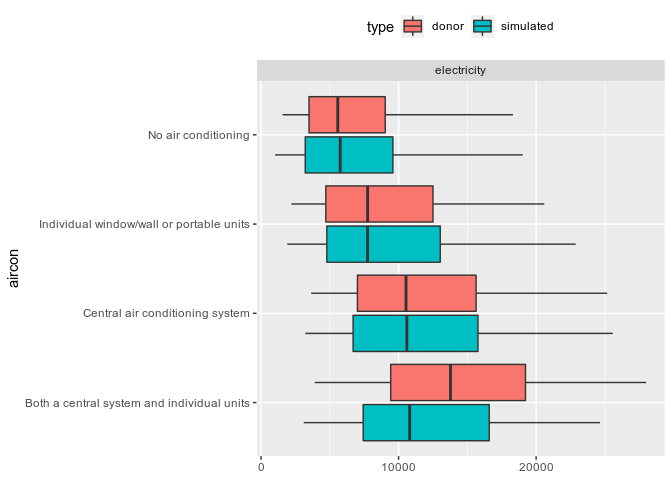 type donor simulated
electricity
No air conditioning
Individual window/wall or portable units
Central air conditioning system
Both a central system and individual units
aircon
0 10000 20000